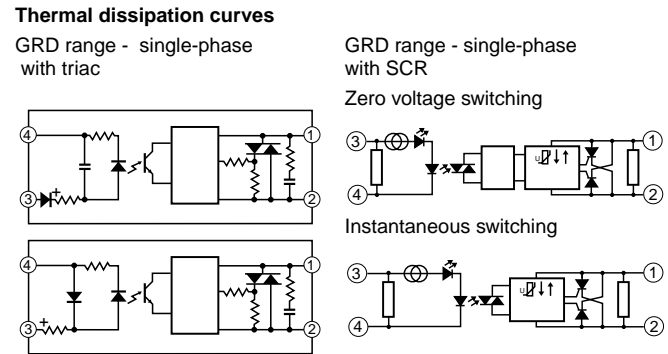 Thermal dissipation curves
GRD range - single-phase
with triac
4
1
3
+
2
4
1
3
+
2
GRD range - single-phase
with SCR
Zero voltage switching
3
U
1
4
2
Instantaneous switching
3
U
1
4
2